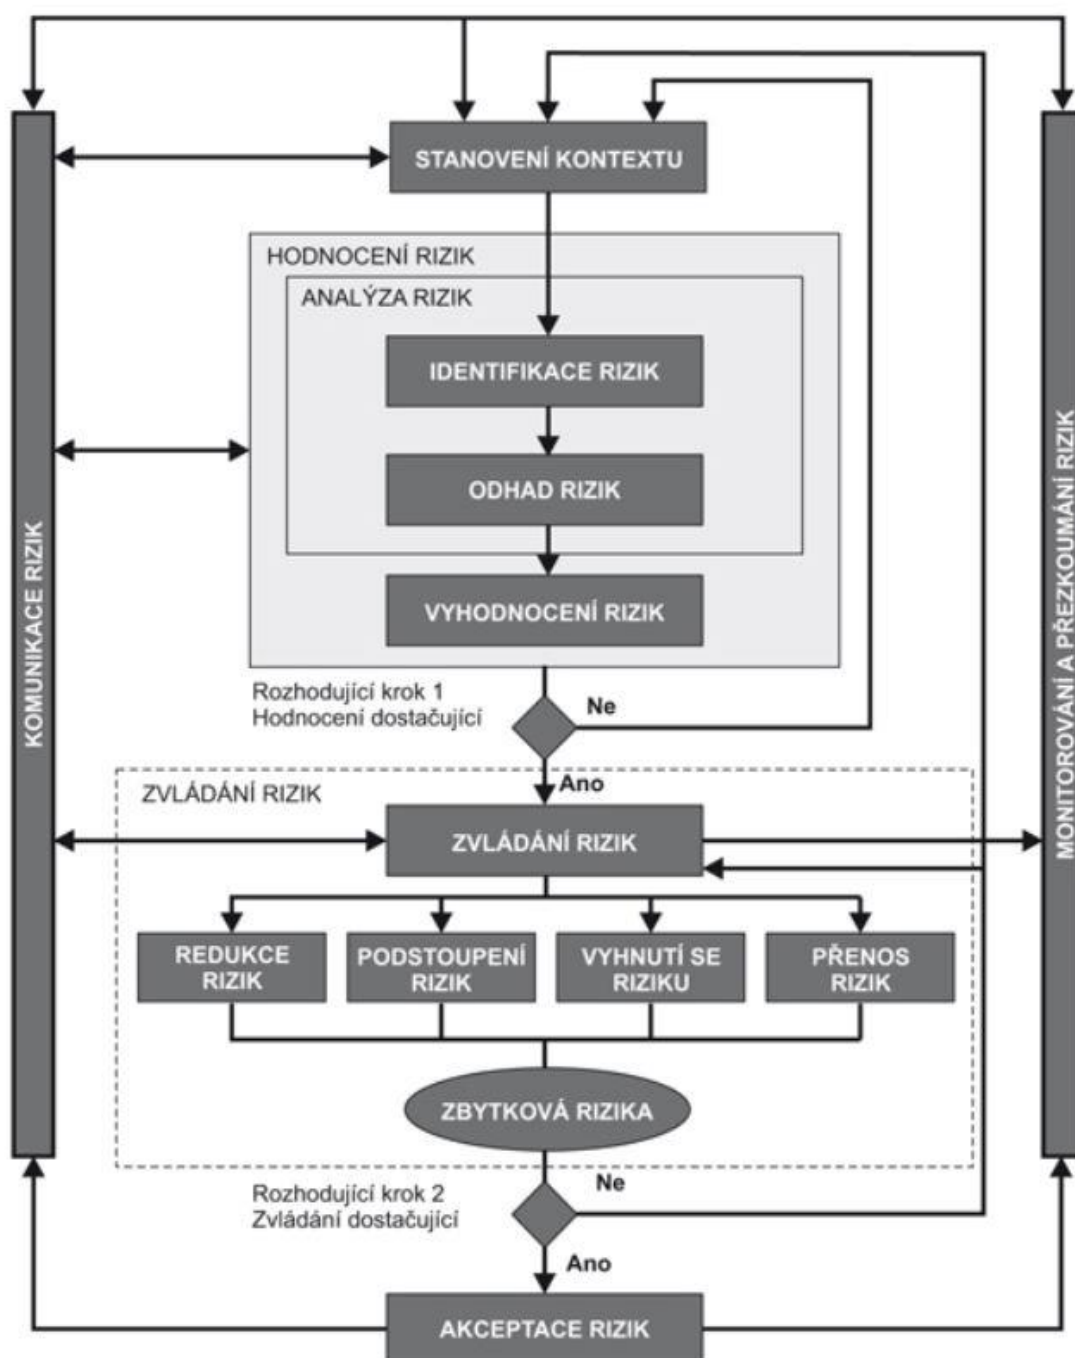 STANOVENÍ KONTEXTU
HODNOCENÍ RIZIK
ANALÝZA RIZIK
IDENTIFIKACE RIZIK
ODHAD RIZIK
VYHODNOCENÍ RIZIK
KOMUNIKACE RIZIK
MONITOROVÁNÍ A PŘEZKOUMÁNÍ RIZIK
Rozhodující krok 1
Hodnocení dostačující
Ne
Ano
ZVLÁDÁNÍ RIZIK
ZVLÁDÁNÍ RIZIK
REDUKCE
RIZIK
PODSTOUPENÍ
RIZIK
VYHNUTÍ SE
RIZIKU
PŘENOS
RIZIK
ZBYTKOVÁ RIZIKA
Rozhodující krok 2
Zvládání dostačující
Ne
Ano
AKCEPTACE RIZIK